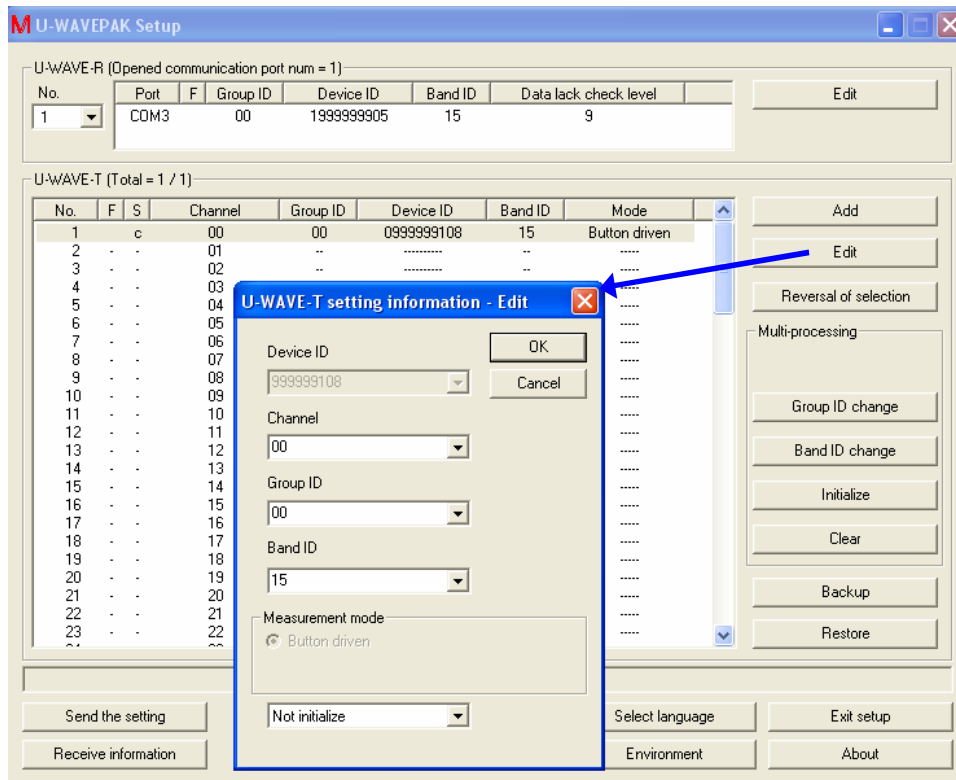 M U-WAVEPAK Setup
U-WAVE-R (Opened communication port num = 1)
No. Port F Group ID Device ID Band ID Data lack check level
1 COM3 00 1999999905 15 9
Edit
U-WAVE-T (Total = 1 / 1)
No. F S Channel Group ID Device ID Band ID Mode
1 c 00 00 0999999108 15 Button driven
2 - - 01 -- ---------- -- -----
3 - - 02 -- ---------- -- -----
4 - - 03 -----
5 - - 04 -----
6 - - 05 -----
7 - - 06 -----
8 - - 07 -----
9 - - 08 -----
10 - - 09 -----
11 - - 10 -----
12 - - 11 -----
13 - - 12 -----
14 - - 13 -----
15 - - 14 -----
16 - - 15 -----
17 - - 16 -----
18 - - 17 -----
19 - - 18 -----
20 - - 19 -----
21 - - 20 -----
22 - - 21 -----
23 - - 22 -----
Add
Edit
Reversal of selection
Multi-processing
Group ID change
Band ID change
Initialize
Clear
Backup
Restore
U-WAVE-T setting information - Edit
Device ID
999999108
Channel
00
Group ID
00
Band ID
15
Measurement mode
Button driven
Not initialize
OK
Cancel
Send the setting
Select language
Exit setup
Receive information
Environment
About